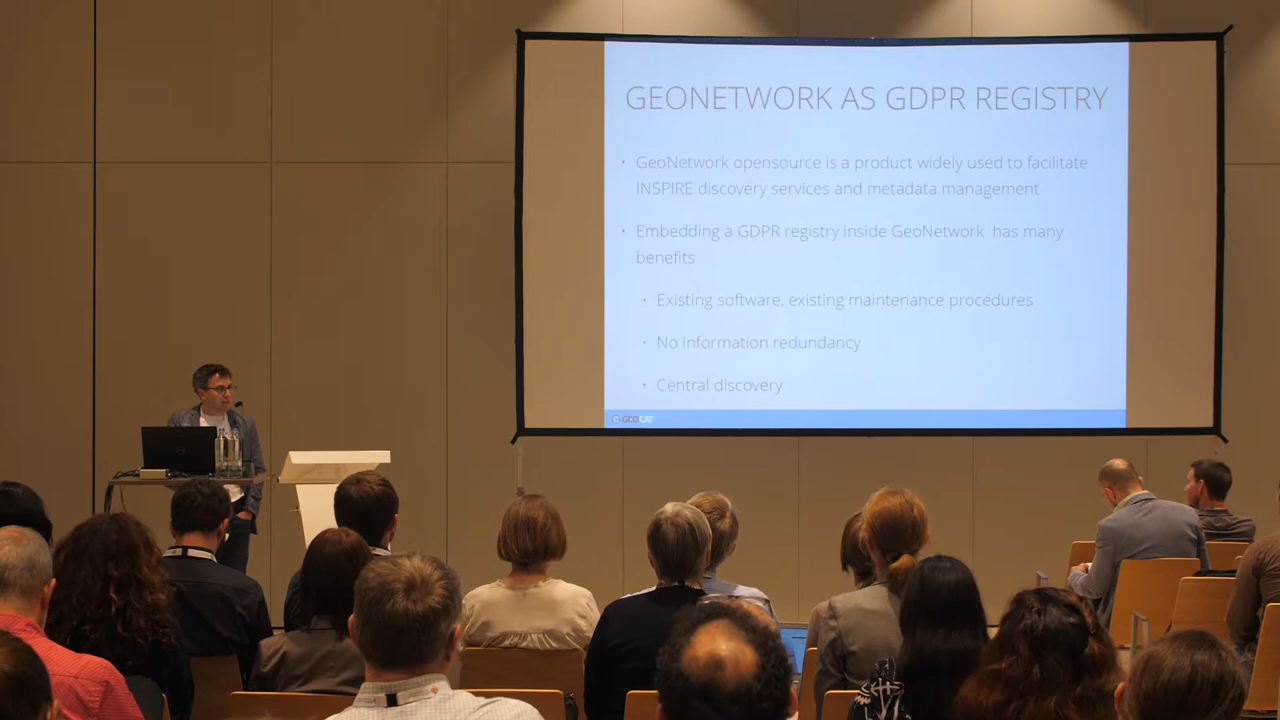 GEONETWORK AS GDPR REGISTRY
• GeoNetwork opensource is a product widely used to facilitate
INSPIRE discovery services and metadata management
• Embedding a GDPR registry inside GeoNetwork has many
benefits
• Existing software, existing maintenance procedures
• No information redundancy
• Central discovery
GEOCAT